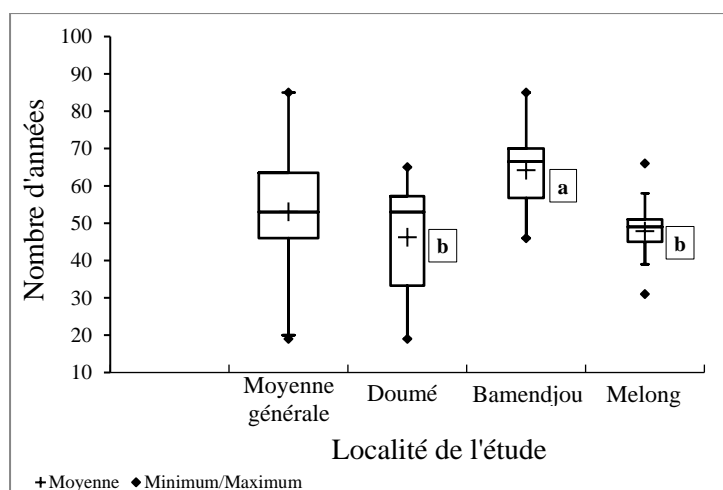 100
90
80
70
60
50
40
30
20
10
Nombre d'années
a
b
b
Moyenne générale
Doumé
Bamendjou
Melong
Localité de l'étude
+ Moyenne ◆ Minimum/Maximum